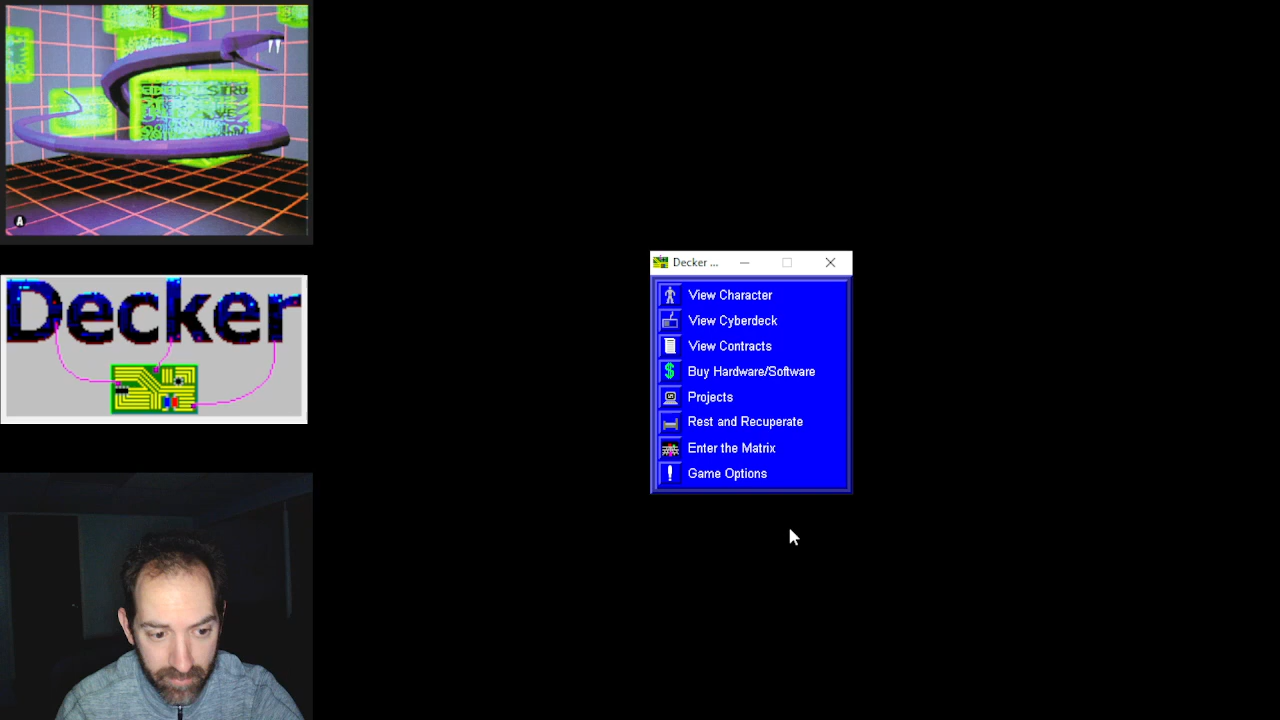 A
Decker
Decker ...
View Character
View Cyberdeck
View Contracts
Buy Hardware/Software
Projects
Rest and Recuperate
Enter the Matrix
Game Options